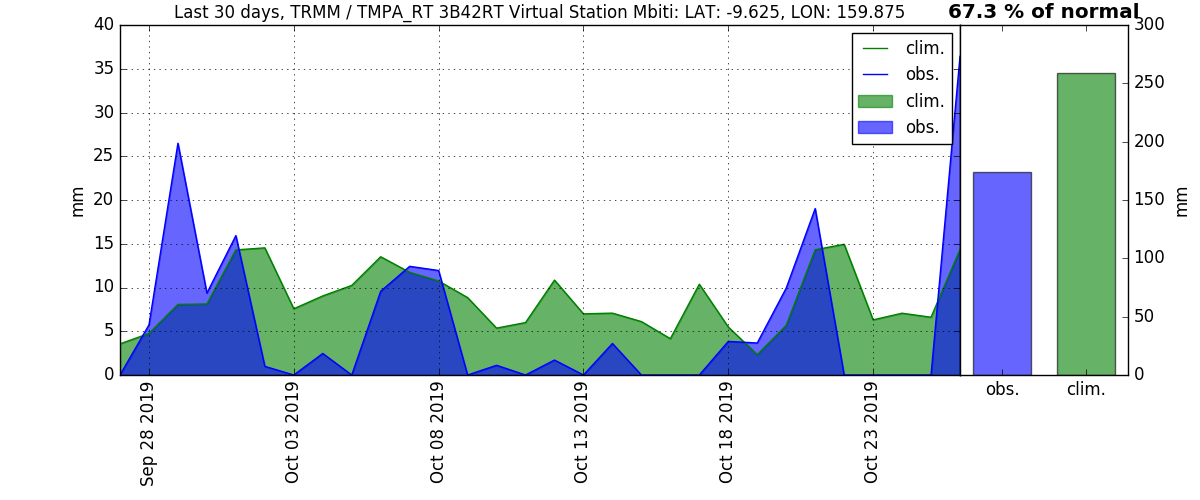 Last 30 days, TRMM / TMPA_RT 3B42RT Virtual Station Mbiti: LAT: -9.625, LON: 159.875
67.3 % of normal
40
35
30
25
20
15
10
5
0
mm
clim.
obs.
clim.
obs.
300
250
200
150
100
50
0
mm
Sep 28 2019
Oct 03 2019
Oct 08 2019
Oct 13 2019
Oct 18 2019
Oct 23 2019
obs.
clim.